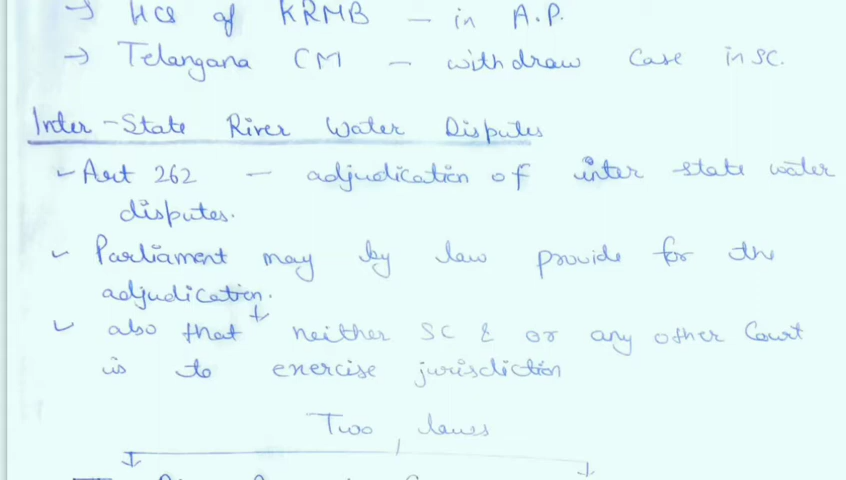 → HCs of KRMB – in A.P.
→ Telangana CM – withdraw case in SC.
Inter-State River Water Disputes
✓ Art 262 – adjudication of inter state water
disputes.
✓ Parliament may by law provide for the
adjudication.
✓ also that neither SC & or any other Court
is to exercise jurisdiction
Two laws